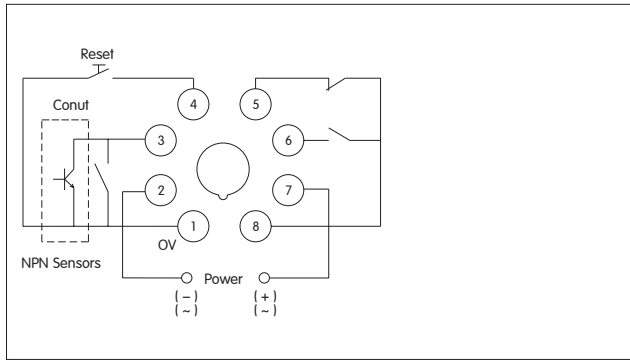 Reset
Conut
4
5
3
6
2
7
1
8
OV
NPN Sensors
Power
( − )
( + )
( ~ )
( ~ )